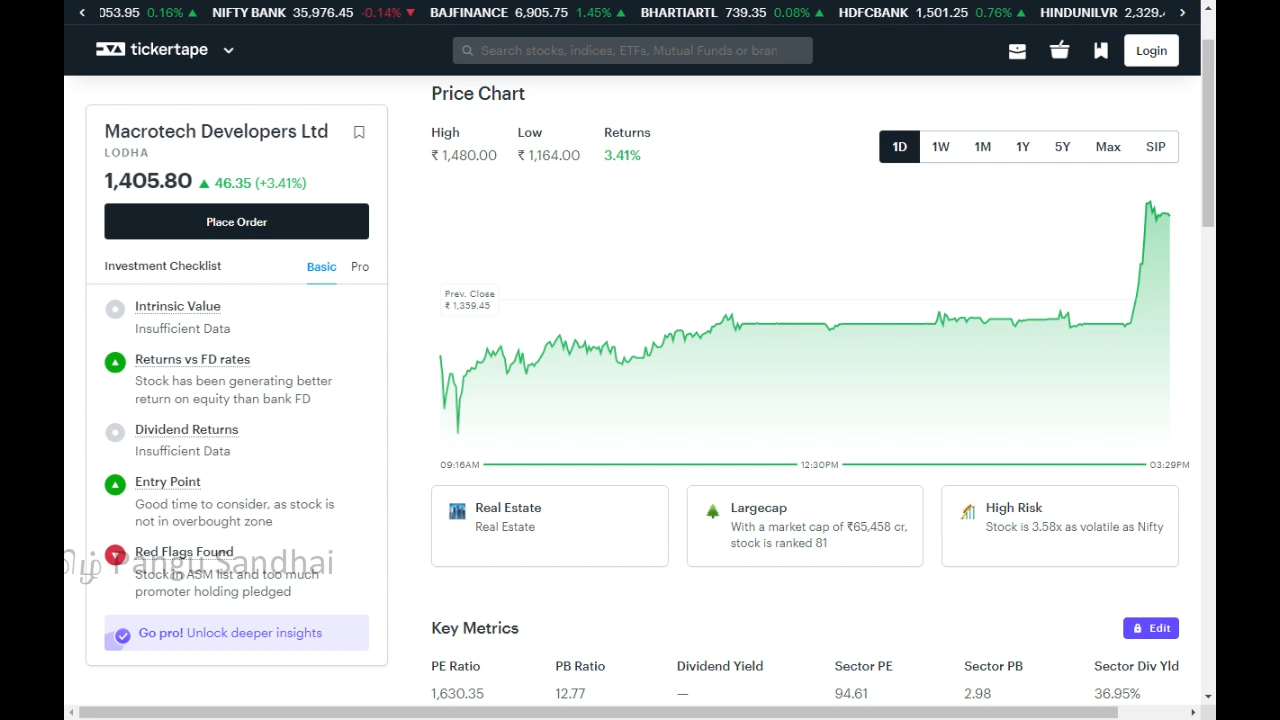 053.95 0.16% ▲ NIFTY BANK 35,976.45 -0.14% ▼ BAJFINANCE 6,905.75 1.45% ▲ BHARTIARTL 739.35 0.08% ▲ HDFCBANK 1,501.25 0.76% ▲ HINDUNILVR 2,329.
tickertape
Search stocks, indices, ETFs, Mutual Funds or bran
Login
Macrotech Developers Ltd
LODHA
1,405.80 ▲ 46.35 (+3.41%)
Place Order
Investment Checklist Basic Pro
Intrinsic Value
Insufficient Data
Returns vs FD rates
Stock has been generating better
return on equity than bank FD
Dividend Returns
Insufficient Data
Entry Point
Good time to consider, as stock is
not in overbought zone
Red Flags Found
Stock in ASM list and too much
promoter holding pledged
Pangu Sandhai
Go pro! Unlock deeper insights
Price Chart
High Low Returns
₹ 1,480.00 ₹ 1,164.00 3.41%
1D 1W 1M 1Y 5Y Max SIP
Prev. Close
₹ 1,359.45
09:16AM 12:30PM 03:29PM
Real Estate
Real Estate
Largecap
With a market cap of ₹65,458 cr,
stock is ranked 81
High Risk
Stock is 3.58x as volatile as Nifty
Key Metrics
Edit
PE Ratio PB Ratio Dividend Yield Sector PE Sector PB Sector Div Yld
1,630.35 12.77 — 94.61 2.98 36.95%